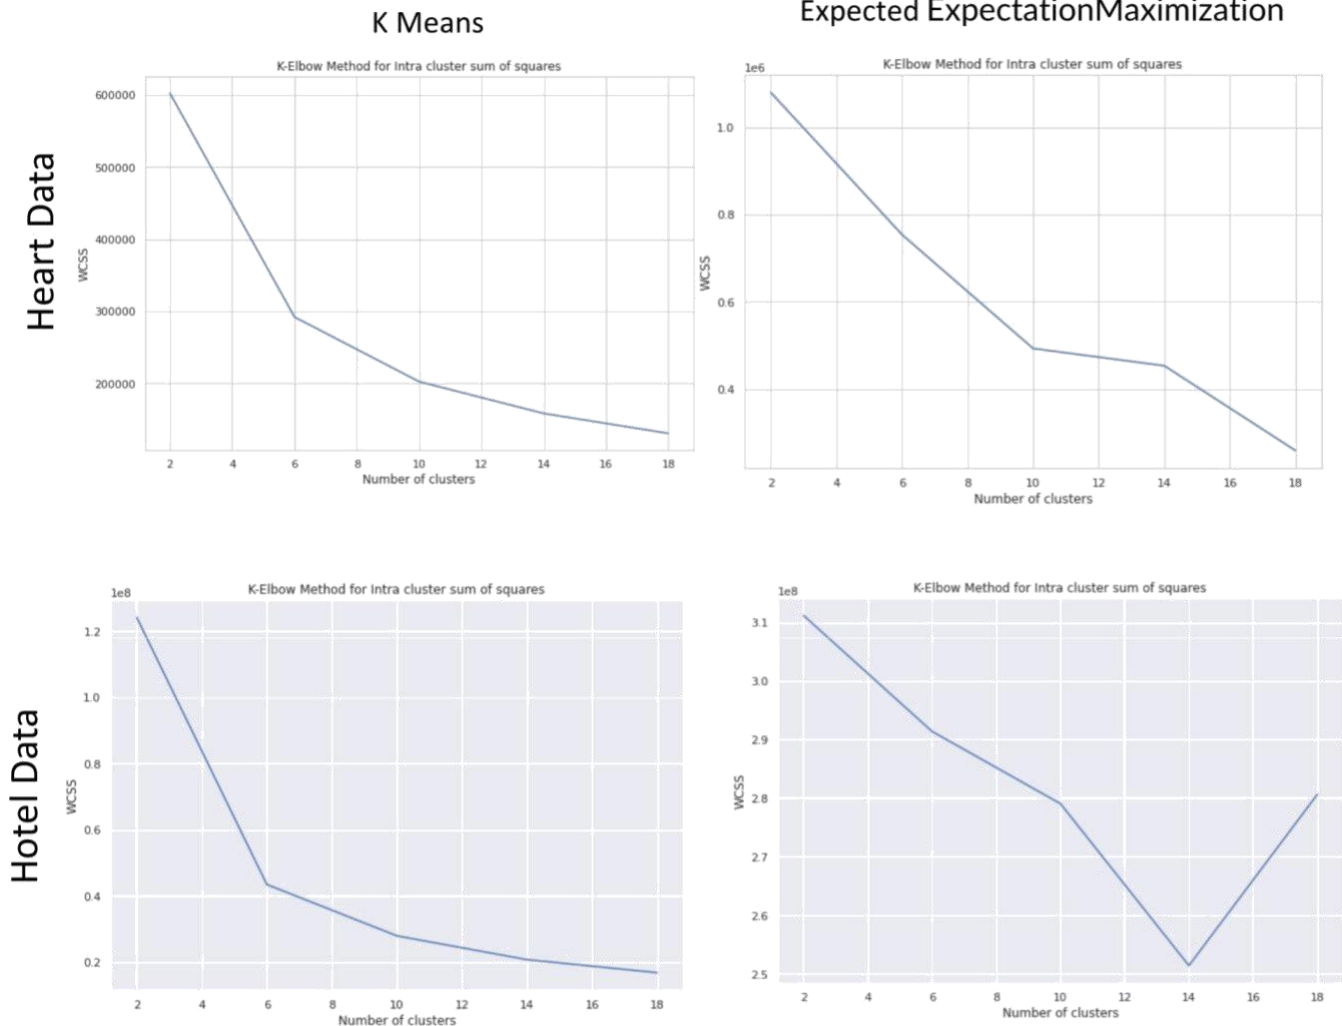 K Means
Expected ExpectationMaximization
Heart Data
K-Elbow Method for Intra cluster sum of squares
600000
500000
400000
300000
200000
WCSS
2 4 6 8 10 12 14 16 18
Number of clusters
K-Elbow Method for Intra cluster sum of squares
1e6
1.0
0.8
0.6
0.4
WCSS
2 4 6 8 10 12 14 16 18
Number of clusters
Hotel Data
K-Elbow Method for Intra cluster sum of squares
1e8
1.2
1.0
0.8
0.6
0.4
0.2
WCSS
2 4 6 8 10 12 14 16 18
Number of clusters
K-Elbow Method for Intra cluster sum of squares
1e8
3.1
3.0
2.9
2.8
2.7
2.6
2.5
WCSS
2 4 6 8 10 12 14 16 18
Number of clusters